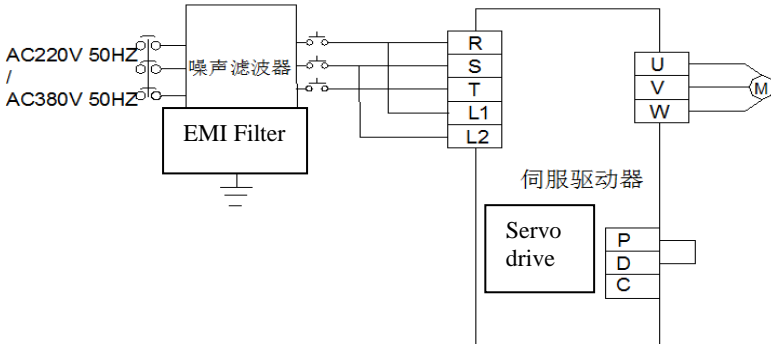 AC220V 50HZ
/
AC380V 50HZ
噪声滤波器
EMI Filter
R
S
T
L1
L2
U
V
W
M
伺服驱动器
Servo
drive
P
D
C